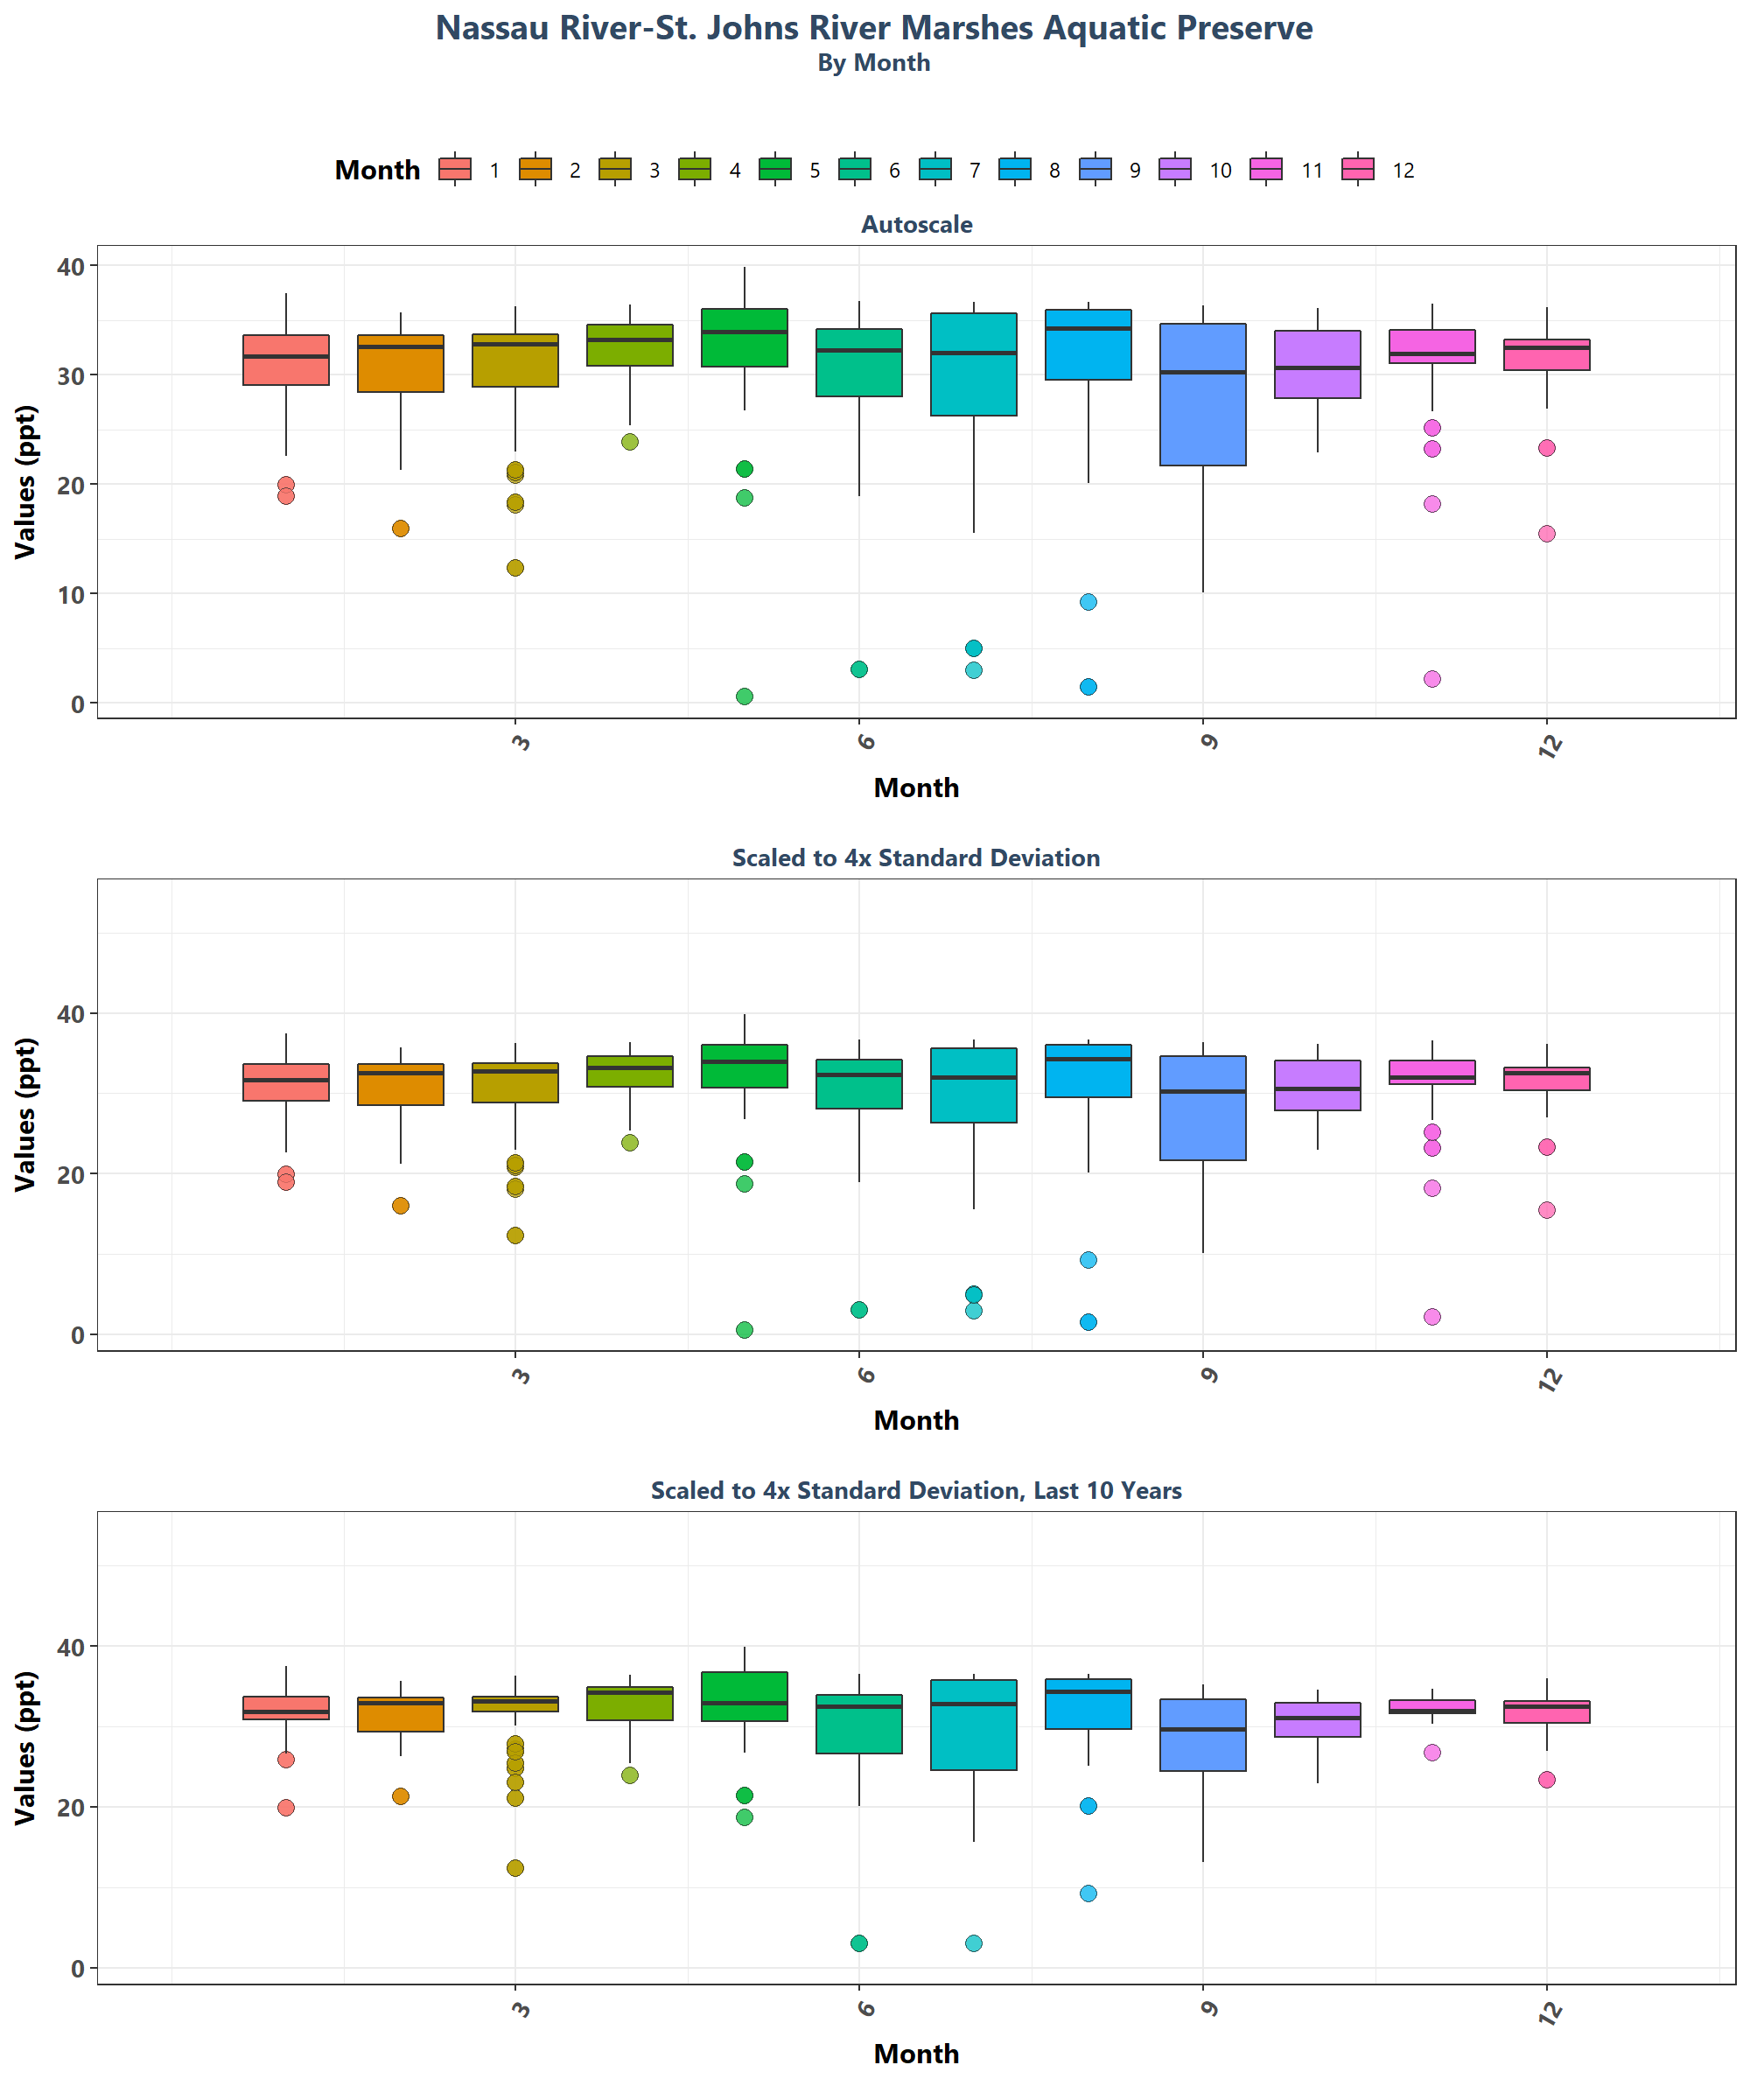 Nassau River-St. Johns River Marshes Aquatic Preserve
By Month
Month 1 2 3 4 5 6 7 8 9 10 11 12
Autoscale
Values (ppt)
40
30
20
10
0
3 6 9 12
Month
Scaled to 4x Standard Deviation
Values (ppt)
40
20
0
3 6 9 12
Month
Scaled to 4x Standard Deviation, Last 10 Years
Values (ppt)
40
20
0
3 6 9 12
Month